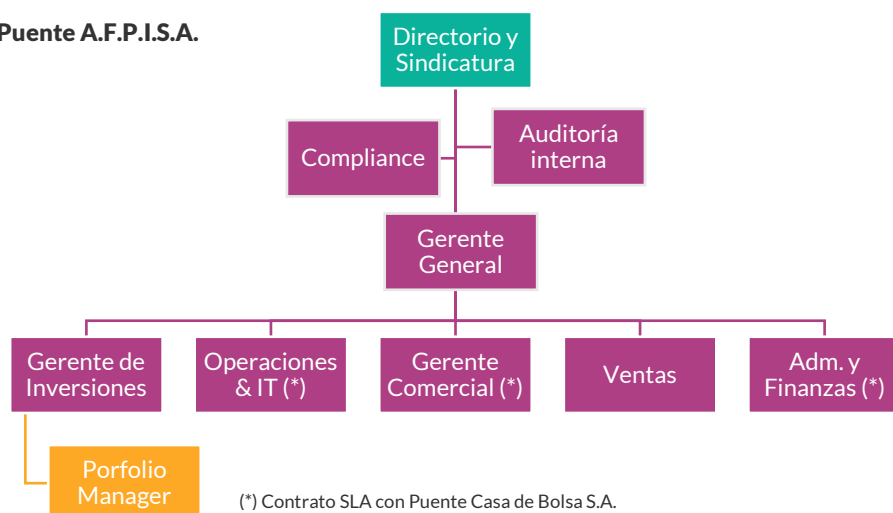 Puente A.F.P.I.S.A.
Directorio y
Sindicatura
Compliance
Auditoría
interna
Gerente
General
Gerente de
Inversiones
Operaciones
& IT (*)
Gerente
Comercial (*)
Ventas
Adm. y
Finanzas (*)
Porfolio
Manager
(*) Contrato SLA con Puente Casa de Bolsa S.A.